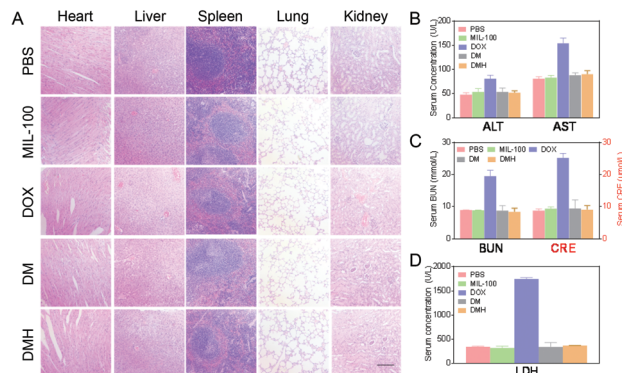 A
Heart Liver Spleen Lung Kidney
PBS
MIL-100
DOX
DM
DMH
B
Serum Concentration (U/L)
200
150
100
50
0
PBS
MIL-100
DOX
DM
DMH
ALT AST
C
Serum BUN (mmol/L)
30
20
10
0
PBS MIL-100 DOX
DM DMH
30
20
10
0
Serum CRE (μmol/L)
BUN CRE
D
Serum concentration (U/L)
2000
1500
1000
500
0
PBS
MIL-100
DOX
DM
DMH
LDH